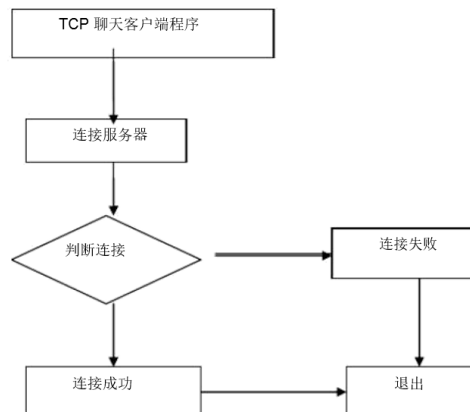 TCP 聊天客户端程序
连接服务器
判断连接
连接失败
连接成功
退出